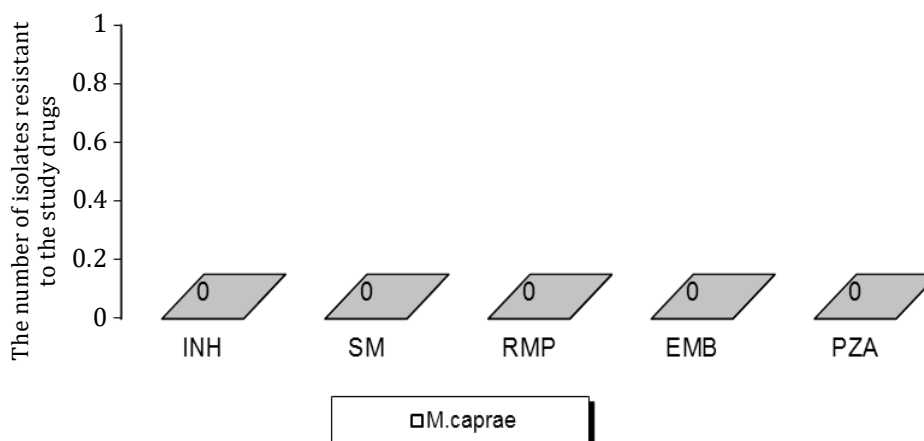 The number of isolates resistant
to the study drugs
1
0.8
0.6
0.4
0.2
0
0 0 0 0 0
INH SM RMP EMB PZA
M.caprae